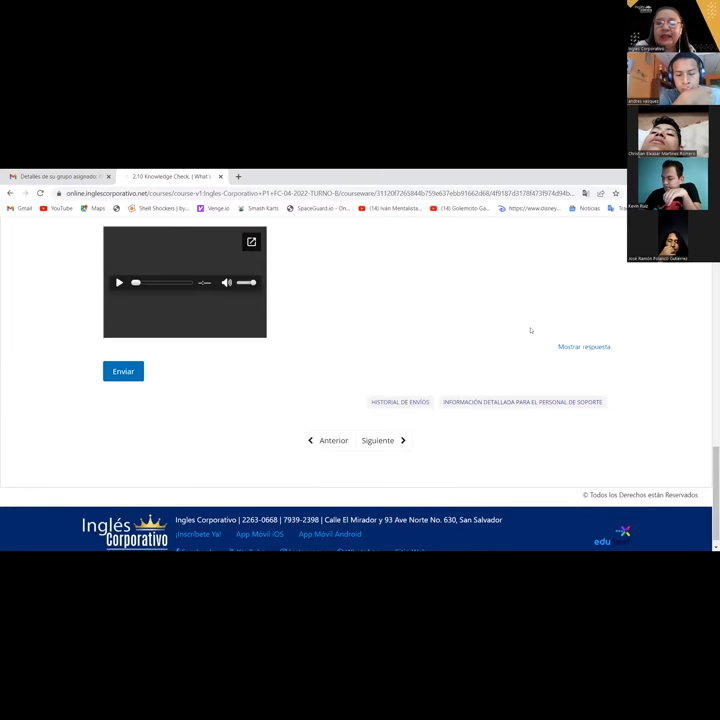 Inglés Corporativo
andres vasquez
Christian Eleazar Martinez Romero
Kevin Ruiz
José Ramón Polanco Gutiérrez
Detalles de su grupo asignado:
2.10 Knowledge Check. | What's
online.inglescorporativo.net/courses/course-v1:Ingles-Corporativo+P1+FC-04-2022-TURNO-B/courseware/31120f7265844b759e637ebb91662d68/4f9187d3178f473f974d94b...
Gmail
YouTube
Maps
Shell Shockers | by...
Venge.io
Smash Karts
SpaceGuard.io - On...
(14) Iván Mentalista...
(14) Golemcito Ga...
https://www.disney...
Noticias
Mostrar respuesta
Enviar
HISTORIAL DE ENVÍOS
INFORMACIÓN DETALLADA PARA EL PERSONAL DE SOPORTE
Anterior
Siguiente
© Todos los Derechos están Reservados
Inglés Corporativo
Ingles Corporativo | 2263-0668 | 7939-2398 | Calle El Mirador y 93 Ave Norte No. 630, San Salvador
¡Inscríbete Ya!
App Móvil iOS
App Móvil Android